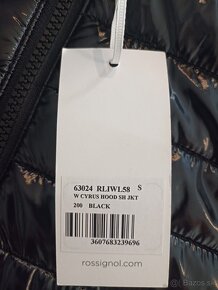 63024 RLIWL58 S
W CYRUS HOOD SH JKT
200 BLACK
3607683239696
rossignol.com